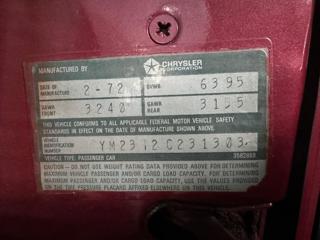 MANUFACTURED BY CHRYSLER CORPORATION
DATE OF MANUFACTURE 2-72 GVWR 6395
GAWR FRONT 3240 GAWR REAR 3155
THIS VEHICLE CONFORMS TO ALL APPLICABLE FEDERAL MOTOR VEHICLE SAFETY
STANDARDS IN EFFECT ON THE DATE OF MANUFACTURE SHOWN ABOVE.
VEHICLE IDENTIFICATION NUMBER C231303
VEHICLE TYPE: PASSENGER CAR
CAUTION - DO NOT USE WEIGHT RATING DATA PROVIDED ABOVE FOR DETERMINING
MAXIMUM VEHICLE PASSENGER AND/OR CARGO LOAD CAPACITY. FOR DETERMINING
MAXIMUM PASSENGER AND/OR CARGO LOAD CAPACITY, USE THE VALUES PROVIDED
ON THE TIRE PRESSURE PLACARD AFFIXED ELSEWHERE ON THIS VEHICLE.